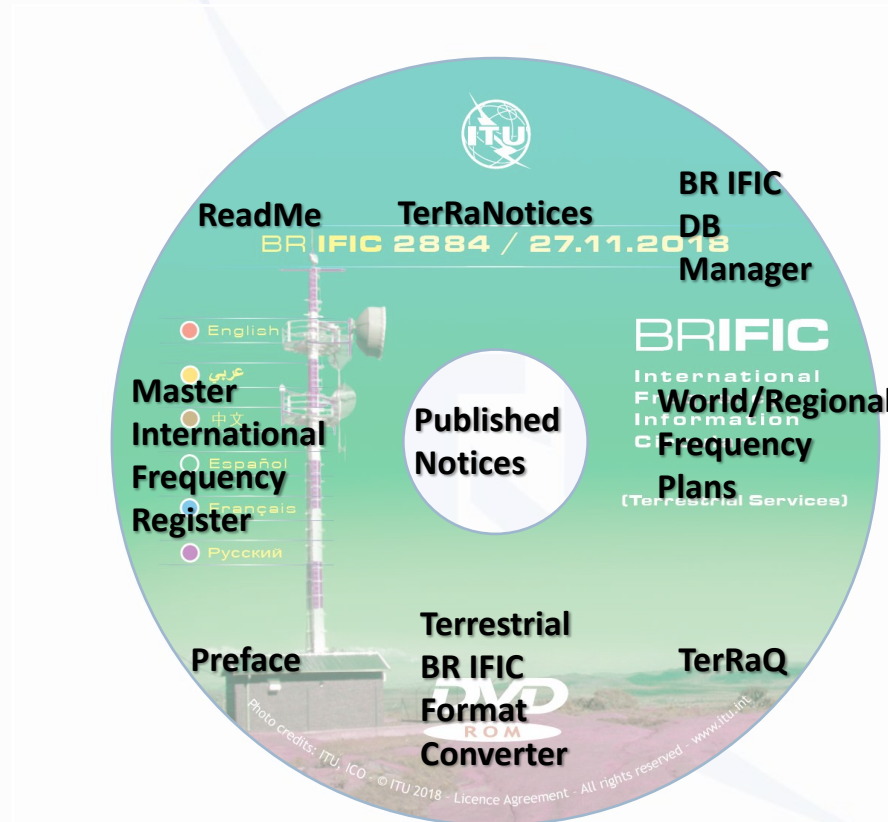 ITU
ReadMe
TerRaNotices
BR IFIC
DB
Manager
BR IFIC 2884 / 27.11.2018
English
عربي
中文
Español
Français
Русский
Master
International
Frequency
Register
Published
Notices
BRIFIC
International
Information
(Terrestrial Services)
World/Regional
Frequency
Plans
Preface
Terrestrial
BR IFIC
Format
Converter
TerRaQ
DVD
ROM
Photo credits: ITU, ICO - © ITU 2018 - Licence Agreement - All rights reserved - www.itu.int